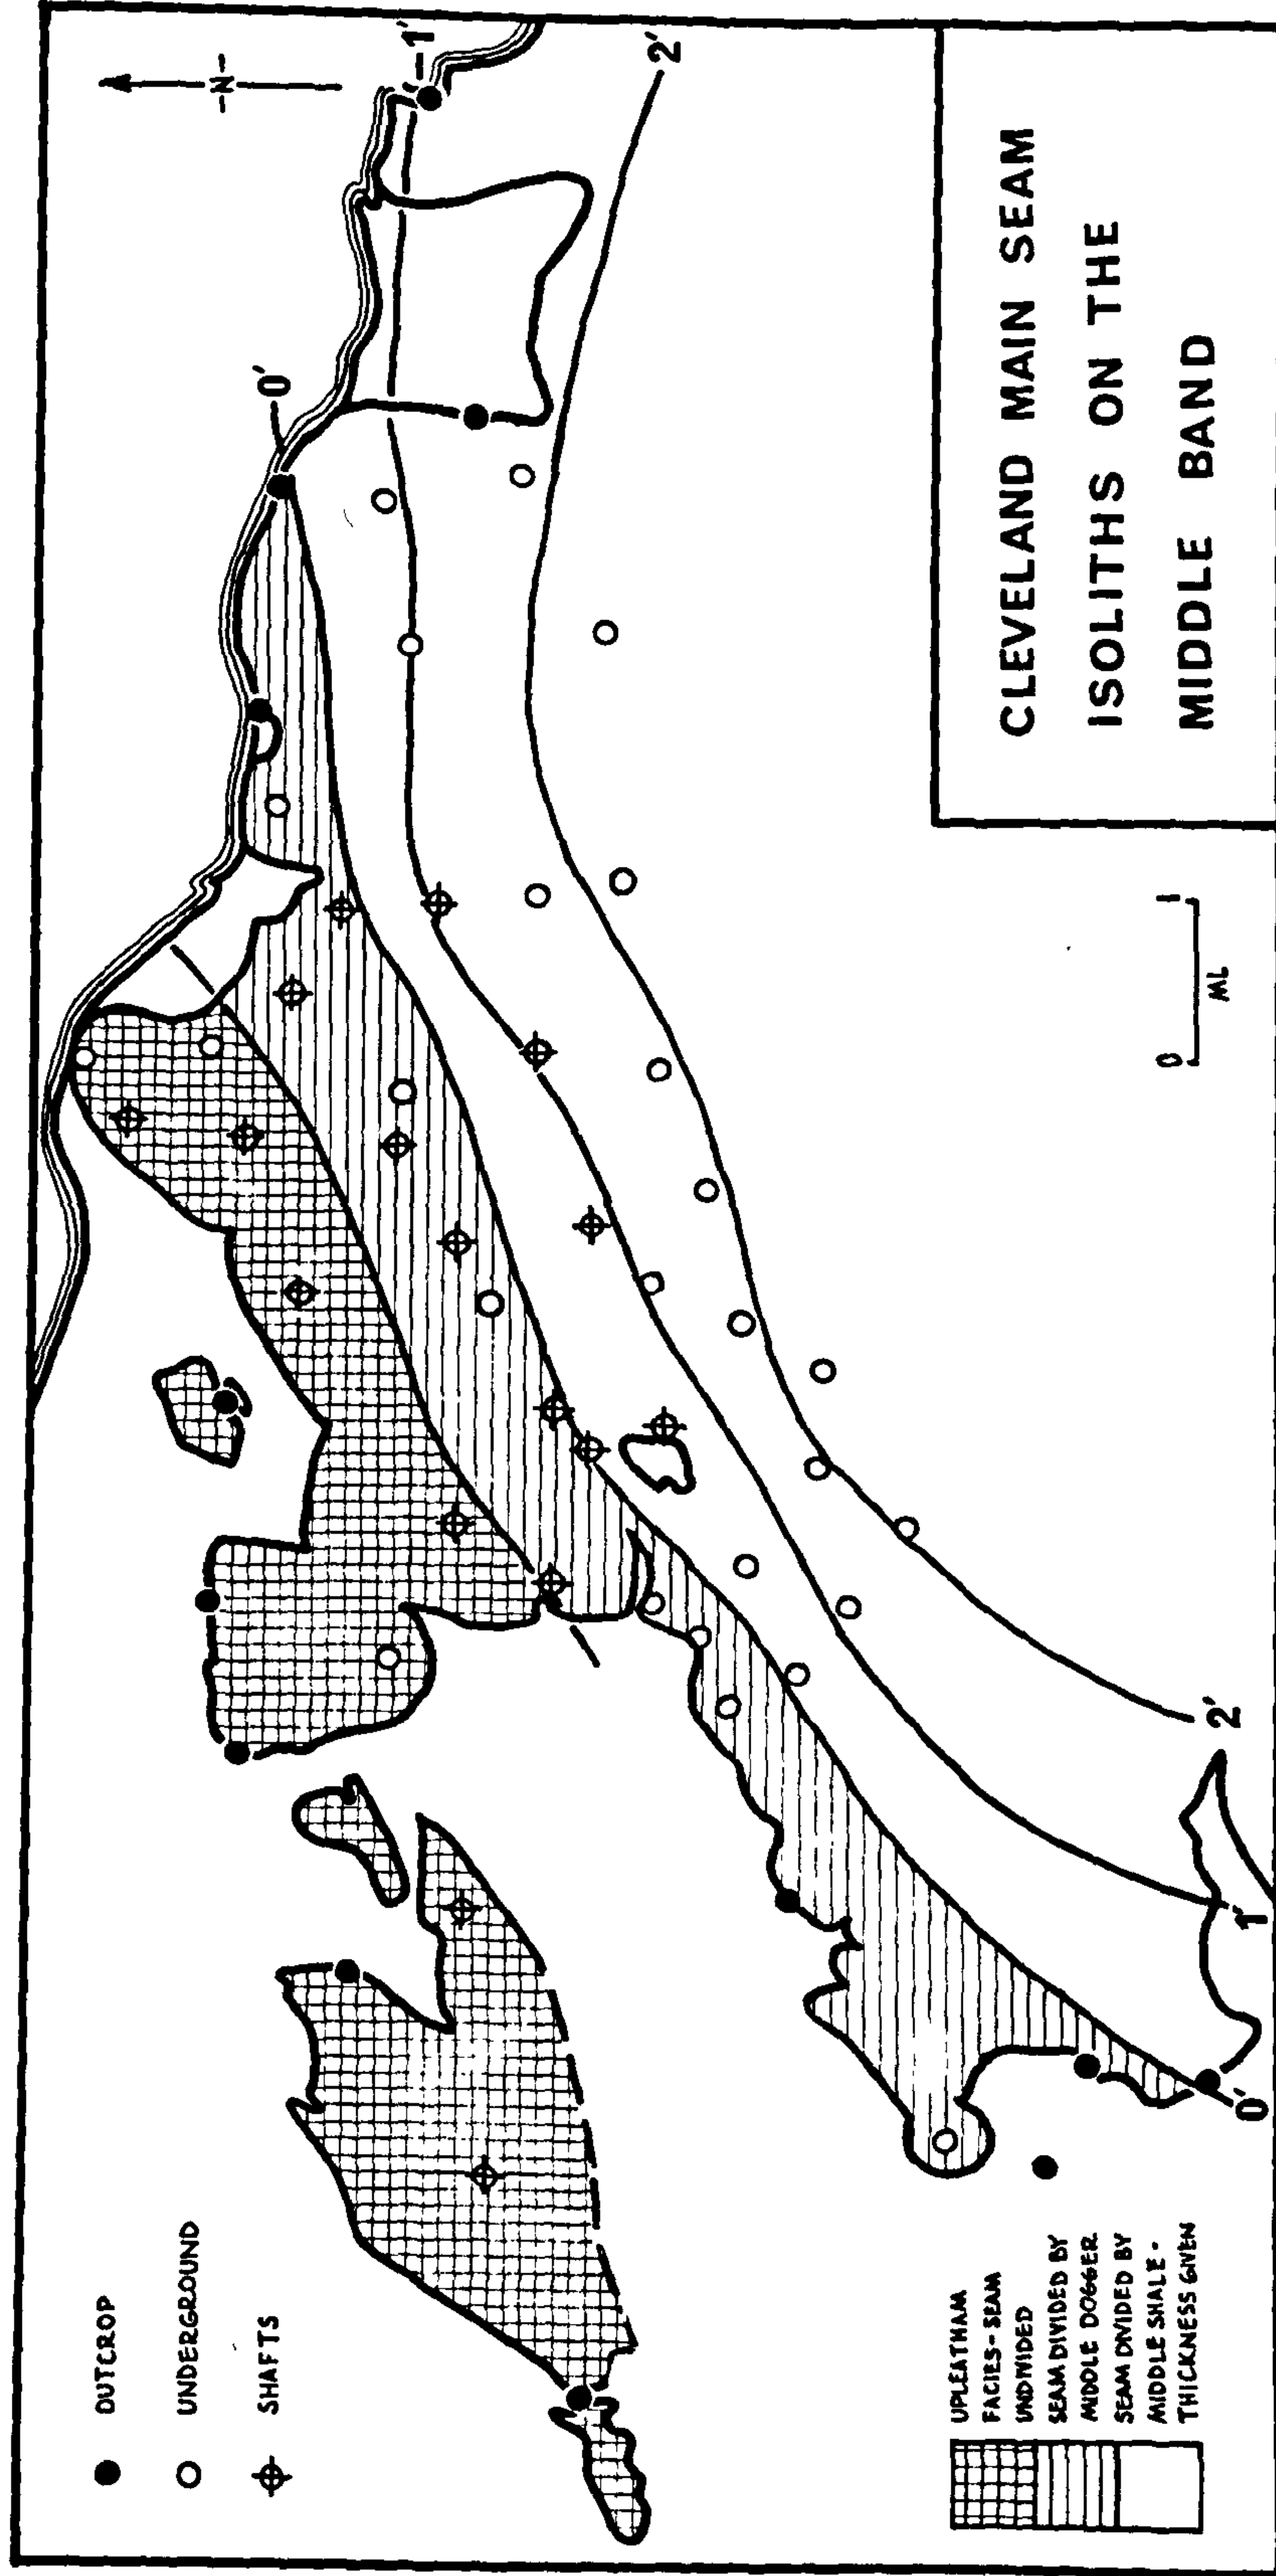 OUTCROP
UNDERGROUND
SHAFTS
-N-
0'
1'
2'
0'
1'
2'
UPLEATHAM
FACIES-SEAM
UNDIVIDED
SEAM DIVIDED BY
MIDDLE DOGGER
SEAM DIVIDED BY
MIDDLE SHALE-
THICKNESS GIVEN
0 1
ML
CLEVELAND MAIN SEAM
ISOLITHS ON THE
MIDDLE BAND